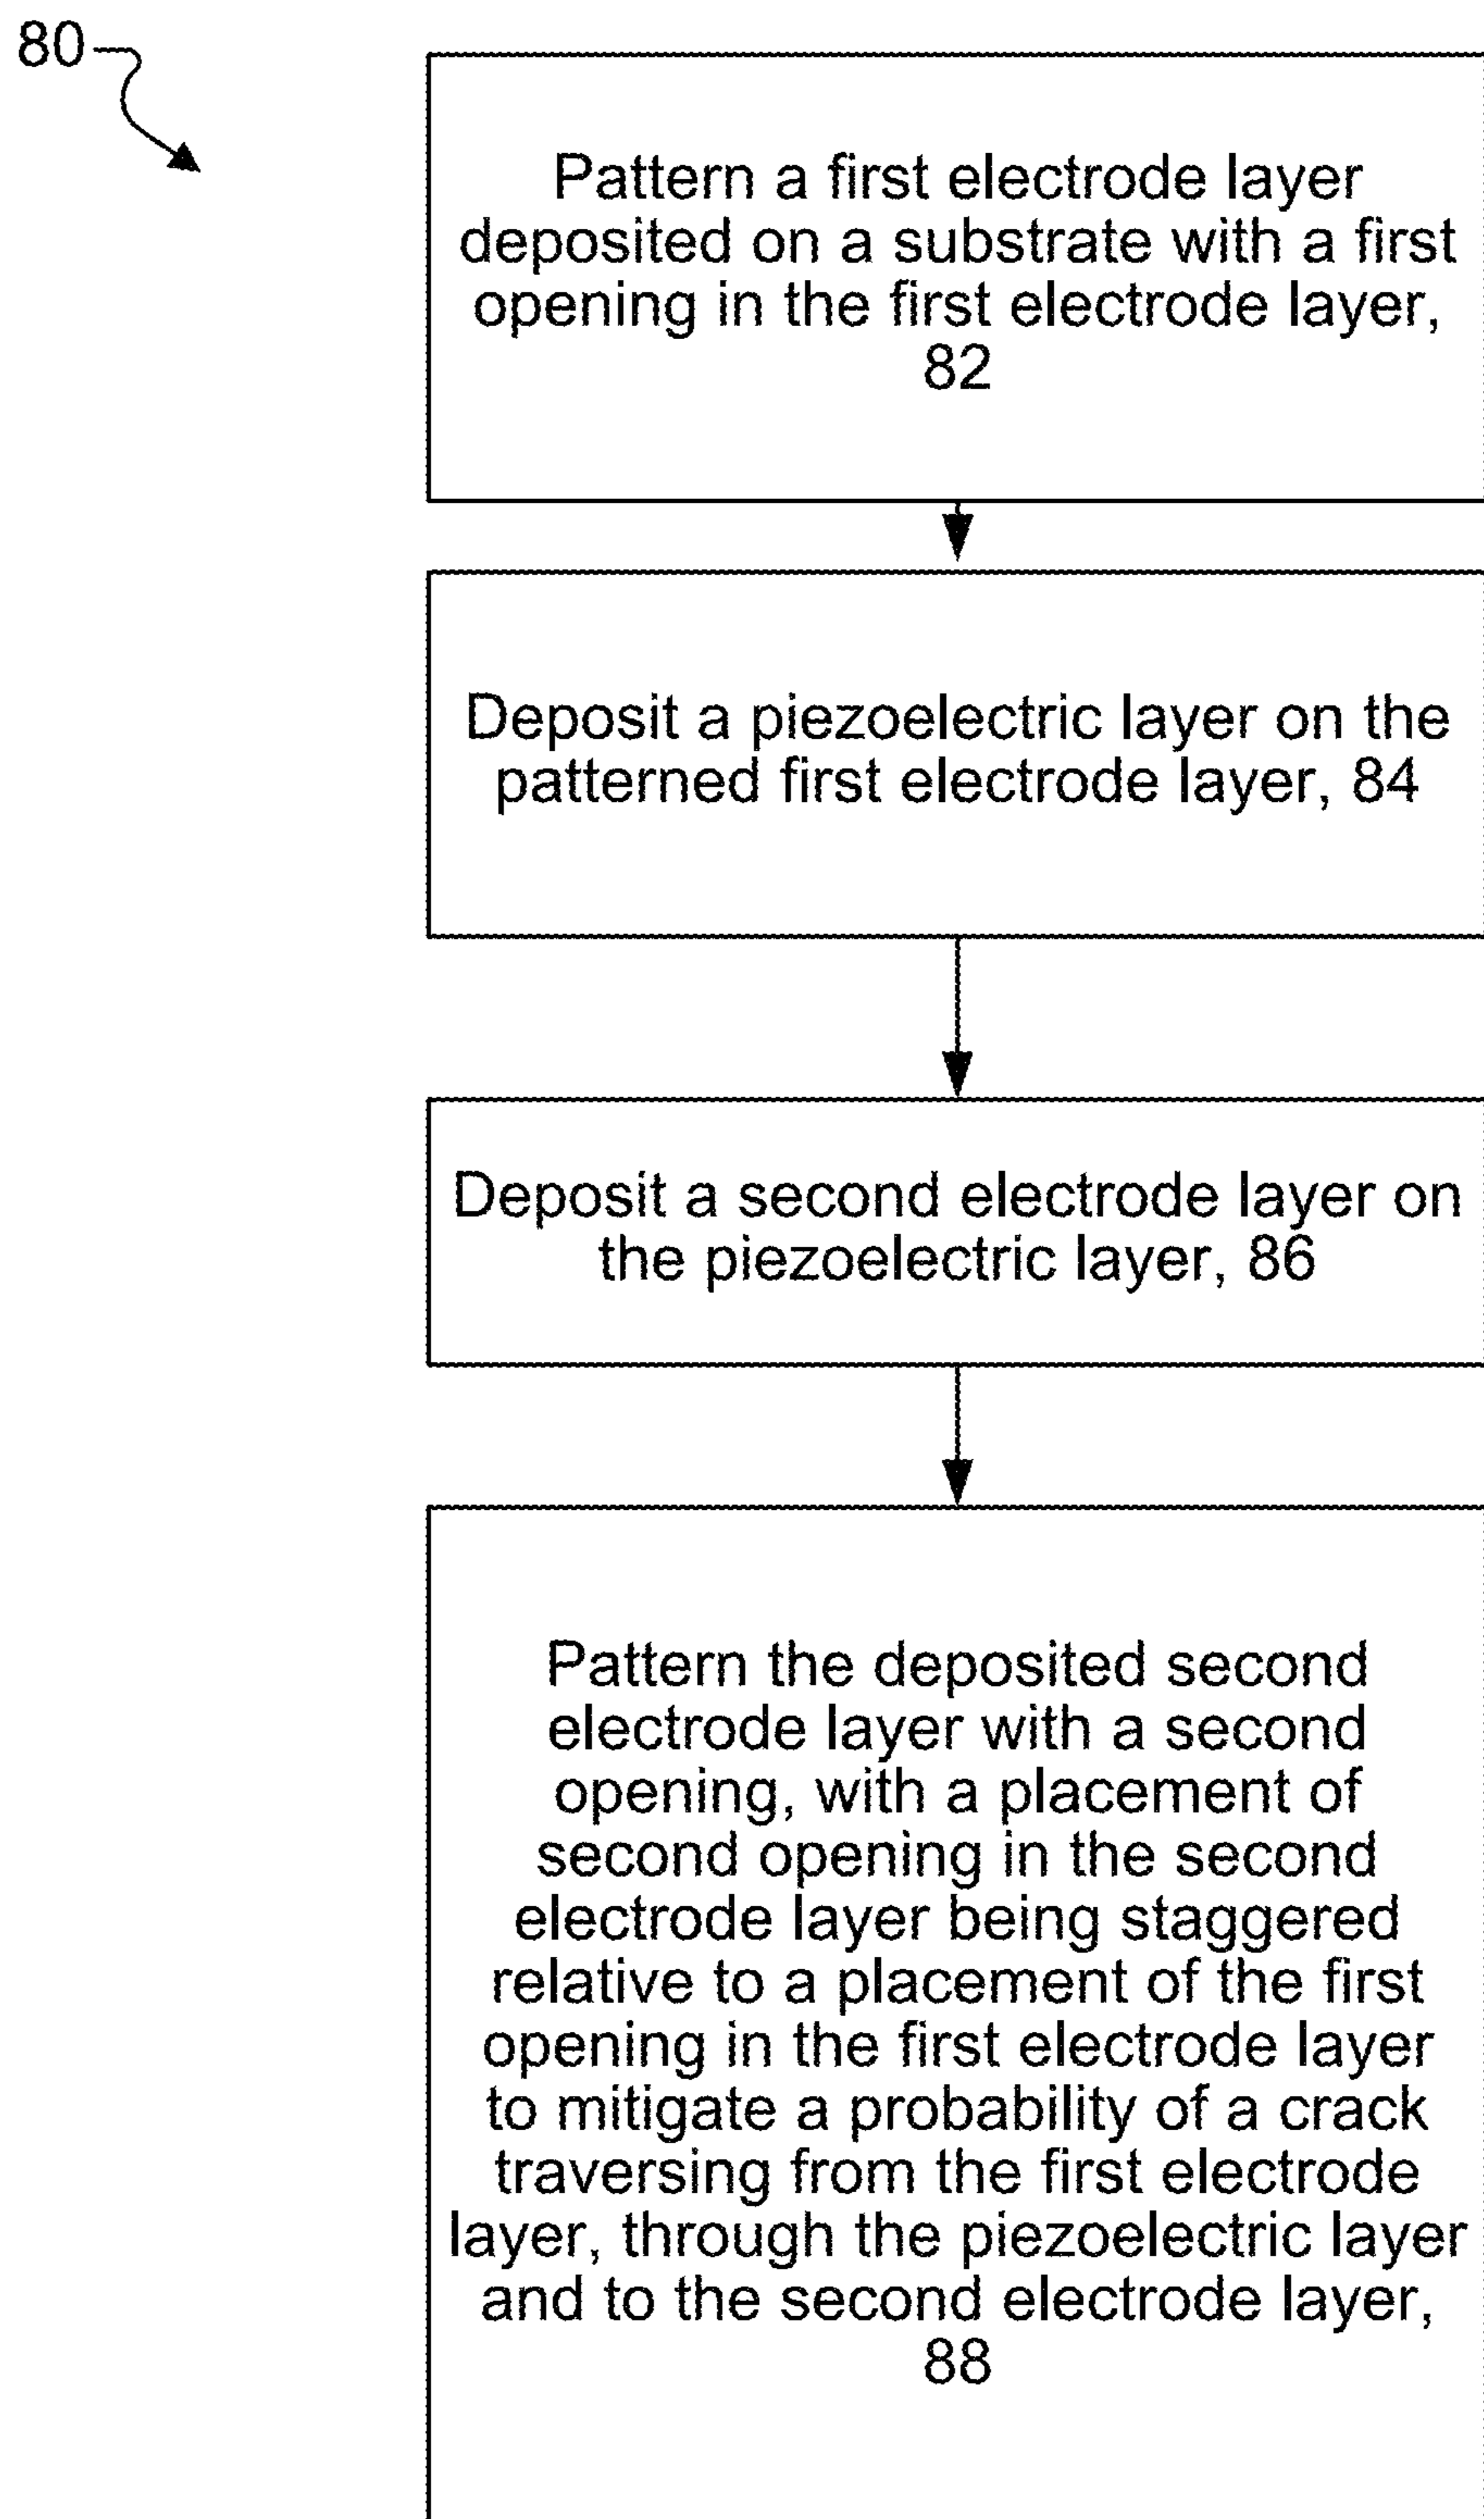 80
Pattern a first electrode layer
deposited on a substrate with a first
opening in the first electrode layer,
82
Deposit a piezoelectric layer on the
patterned first electrode layer, 84
Deposit a second electrode layer on
the piezoelectric layer, 86
Pattern the deposited second
electrode layer with a second
opening, with a placement of
second opening in the second
electrode layer being staggered
relative to a placement of the first
opening in the first electrode layer
to mitigate a probability of a crack
traversing from the first electrode
layer, through the piezoelectric layer
and to the second electrode layer,
88